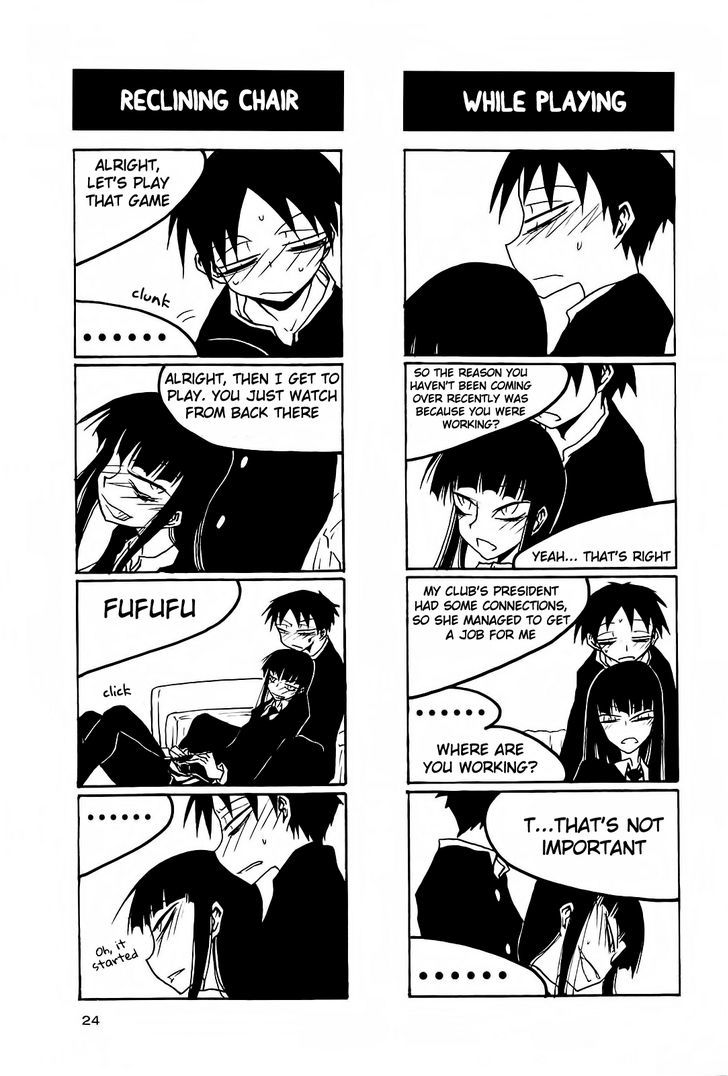 RECLINING CHAIR
ALRIGHT,
LET'S PLAY
THAT GAME
clunk
......
ALRIGHT, THEN I GET TO
PLAY. YOU JUST WATCH
FROM BACK THERE
FUFUFU
click
......
Oh, it
started
WHILE PLAYING
SO THE REASON YOU
HAVEN'T BEEN COMING
OVER RECENTLY WAS
BECAUSE YOU WERE
WORKING?
YEAH... THAT'S RIGHT
MY CLUB'S PRESIDENT
HAD SOME CONNECTIONS,
SO SHE MANAGED TO GET
A JOB FOR ME
......
WHERE ARE
YOU WORKING?
T...THAT'S NOT
IMPORTANT
......
24